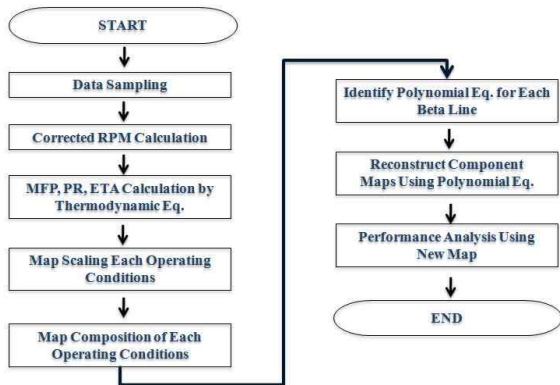 START
Data Sampling
Corrected RPM Calculation
MFP, PR, ETA Calculation by
Thermodynamic Eq.
Map Scaling Each Operating
Conditions
Map Composition of Each
Operating Conditions
Identify Polynomial Eq. for Each
Beta Line
Reconstruct Component
Maps Using Polynomial Eq.
Performance Analysis Using
New Map
END